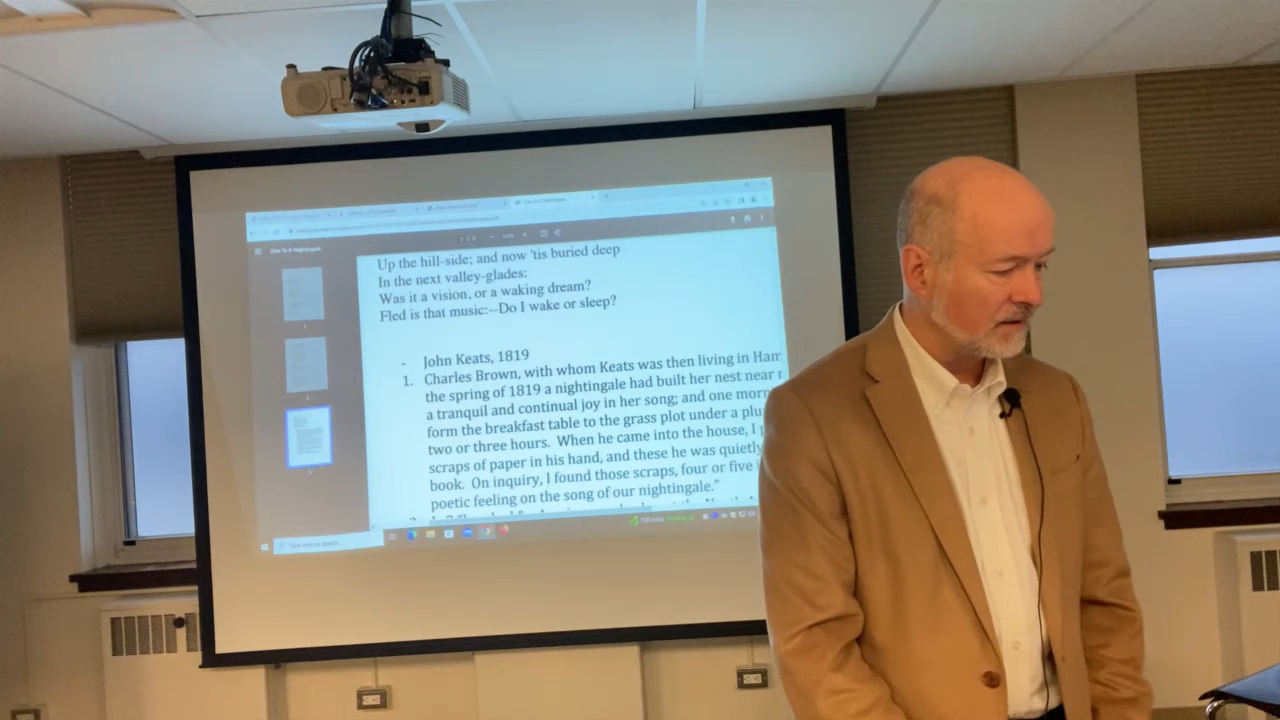 Ode To A Nightingale
Up the hill-side; and now 'tis buried deep
In the next valley-glades:
Was it a vision, or a waking dream?
Fled is that music:--Do I wake or sleep?
- John Keats, 1819
1. Charles Brown, with whom Keats was then living in Ham
the spring of 1819 a nightingale had built her nest near
a tranquil and continual joy in her song; and one morn
form the breakfast table to the grass plot under a plu
two or three hours. When he came into the house, I
scraps of paper in his hand, and these he was quietly
book. On inquiry, I found those scraps, four or five
poetic feeling on the song of our nightingale."
Type here to search